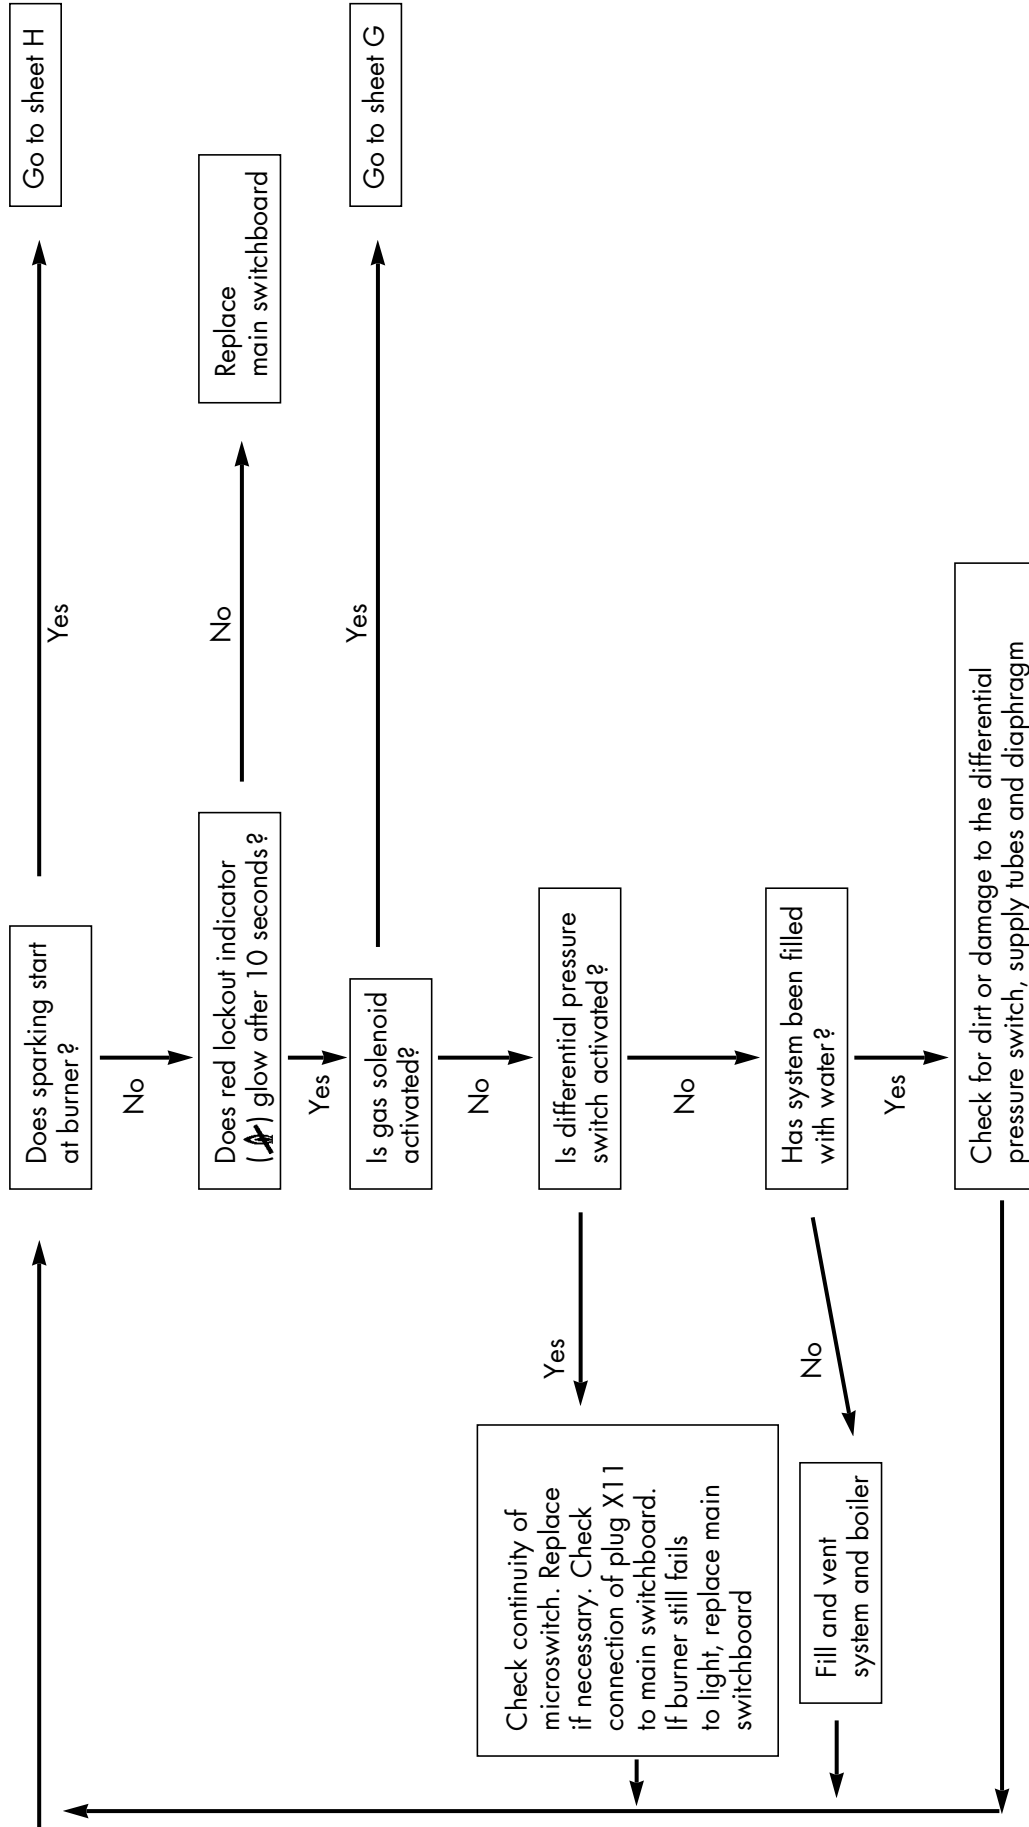 Does sparking start
at burner?
Yes
Go to sheet H
No
Does red lockout indicator
( ) glow after 10 seconds?
No
Replace
main switchboard
Yes
Is gas solenoid
activated?
Yes
Go to sheet G
No
Is differential pressure
switch activated?
Yes
Check continuity of
microswitch. Replace
if necessary. Check
connection of plug X11
to main switchboard.
If burner still fails
to light, replace main
switchboard
No
Has system been filled
with water?
No
Fill and vent
system and boiler
Yes
Check for dirt or damage to the differential
pressure switch, supply tubes and diaphragm